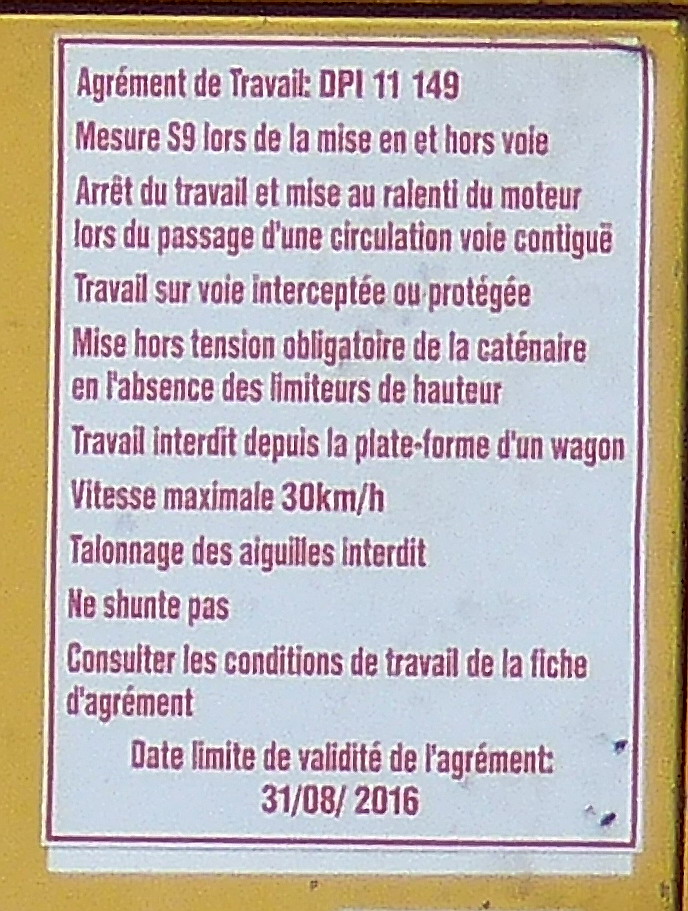 Agrément de Travail: DPI 11 149
Mesure S9 lors de la mise en et hors voie
Arrêt du travail et mise au ralenti du moteur
lors du passage d'une circulation voie contiguë
Travail sur voie interceptée ou protégée
Mise hors tension obligatoire de la caténaire
en l'absence des limiteurs de hauteur
Travail interdit depuis la plate-forme d'un wagon
Vitesse maximale 30km/h
Talonnage des aiguilles interdit
Ne shunte pas
Consulter les conditions de travail de la fiche
d'agrément
Date limite de validité de l'agrément:
31/08/ 2016